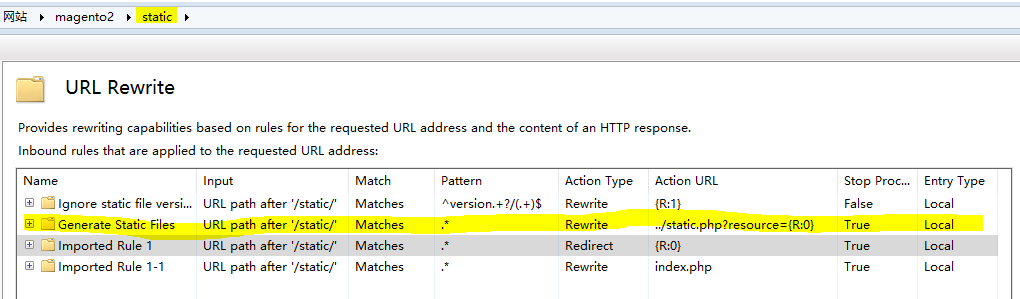 网站 magento2 static
URL Rewrite
Provides rewriting capabilities based on rules for the requested URL address and the content of an HTTP response.
Inbound rules that are applied to the requested URL address:
Name Input Match Pattern Action Type Action URL Stop Proc... Entry Type
Ignore static file versi... URL path after '/static/' Matches ^version.+?/(.+)$ Rewrite {R:1} False Local
Generate Static Files URL path after '/static/' Matches .* Rewrite ../static.php?resource={R:0} True Local
Imported Rule 1 URL path after '/static/' Matches .* Redirect {R:0} True Local
Imported Rule 1-1 URL path after '/static/' Matches .* Rewrite index.php True Local